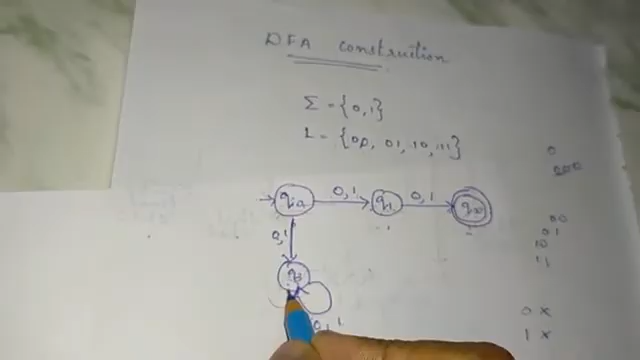 DFA construition
Σ = {0,1}
L = {00, 01, 10, 11}
0
000
q0 0,1 q1 0,1 q2
0,1
00
01
10
11
q3
0,1
0 x
1 x